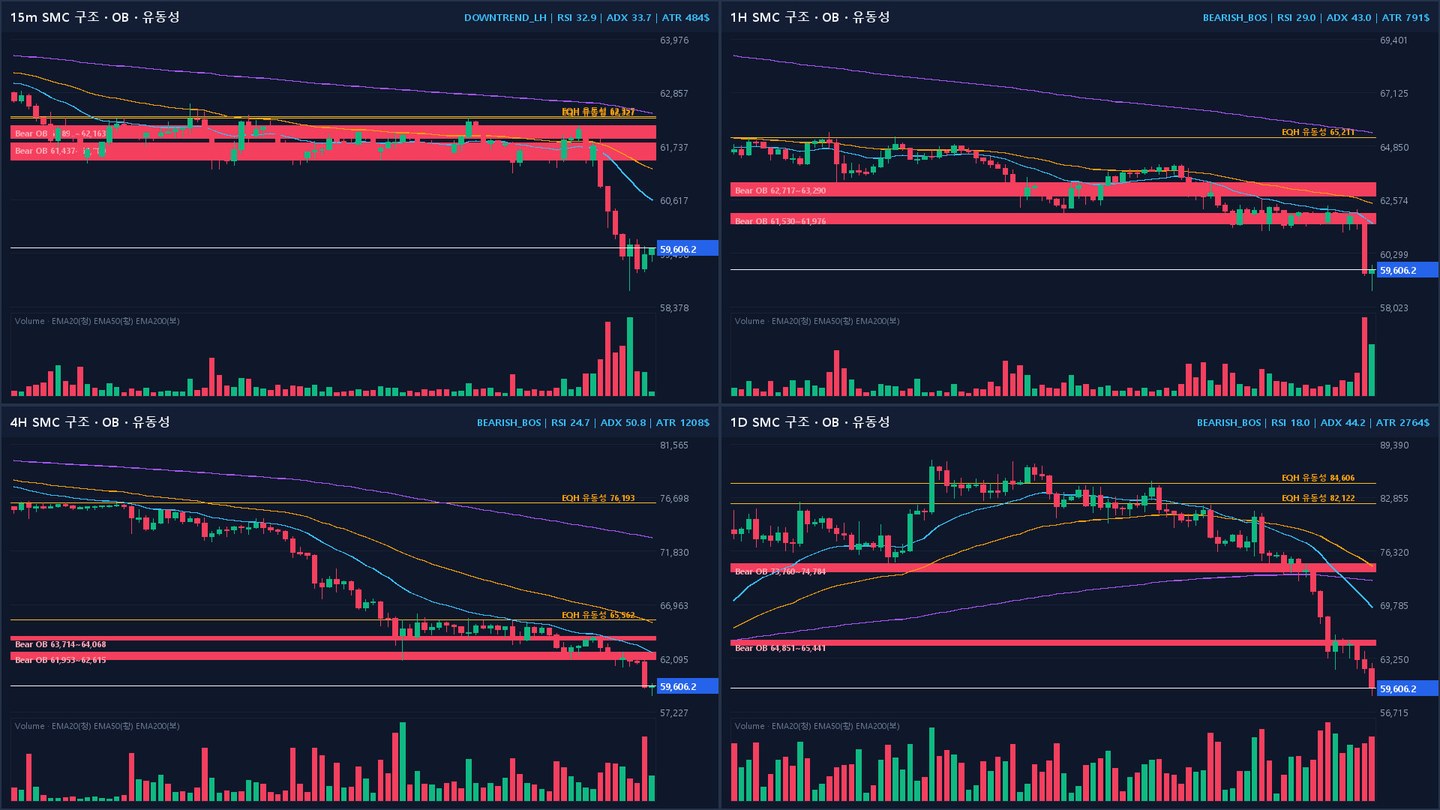 15m SMC 구조 · OB · 유동성
DOWNTREND_LH | RSI 32.9 | ADX 33.7 | ATR 484$
63,976
62,857
EQH 유동성 62,327
Bear OB ~ 62,163
Bear OB 61,437-
61,737
60,617
59,606.2
58,378
Volume · EMA20(청) EMA50(황) EMA200(보)
1H SMC 구조 · OB · 유동성
BEARISH_BOS | RSI 29.0 | ADX 43.0 | ATR 791$
69,401
67,125
EQH 유동성 65,211
64,850
Bear OB 62,717~63,290
62,574
Bear OB 61,530~61,976
60,299
59,606.2
58,023
Volume · EMA20(청) EMA50(황) EMA200(보)
4H SMC 구조 · OB · 유동성
BEARISH_BOS | RSI 24.7 | ADX 50.8 | ATR 1208$
81,565
EQH 유동성 76,193
76,698
71,830
66,963
EQH 유동성 65,562
Bear OB 63,714~64,068
Bear OB 61,953~62,615
62,095
59,606.2
57,227
Volume · EMA20(청) EMA50(황) EMA200(보)
1D SMC 구조 · OB · 유동성
BEARISH_BOS | RSI 18.0 | ADX 44.2 | ATR 2764$
89,390
EQH 유동성 84,606
82,855
EQH 유동성 82,122
76,320
Bear OB 73,760~74,784
69,785
Bear OB 64,851~65,441
63,250
59,606.2
56,715
Volume · EMA20(청) EMA50(황) EMA200(보)